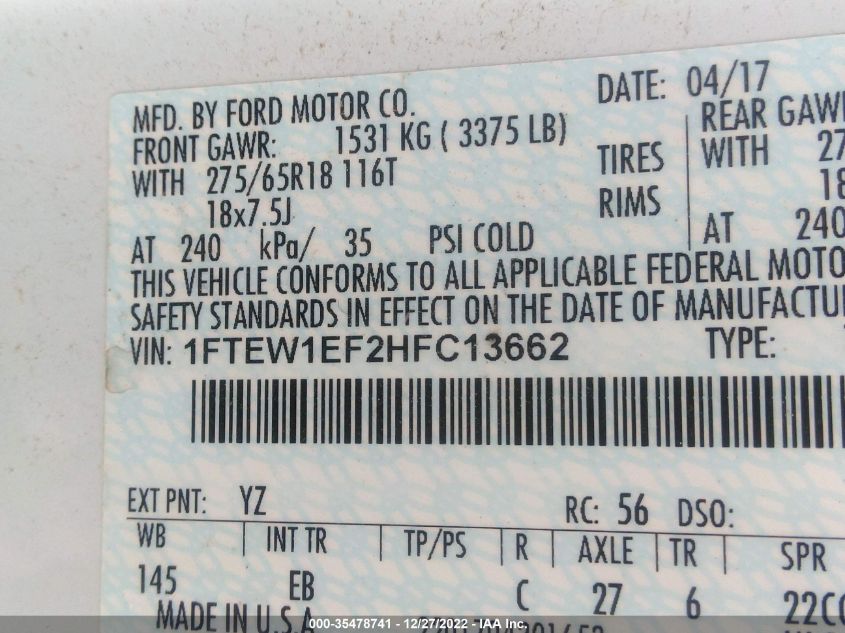 MFD. BY FORD MOTOR CO. DATE: 04/17
FRONT GAWR: 1531 KG ( 3375 LB) REAR GAWR
WITH 275/65R18 116T TIRES WITH 27
18x7.5J RIMS 18
AT 240 kPa/ 35 PSI COLD AT 240
THIS VEHICLE CONFORMS TO ALL APPLICABLE FEDERAL MOTO
SAFETY STANDARDS IN EFFECT ON THE DATE OF MANUFACTU
VIN: 1FTEW1EF2HFC13662 TYPE:
EXT PNT: YZ RC: 56 DSO:
WB INT TR TP/PS R AXLE TR SPR
145 EB C 27 6 22CC
MADE IN U.S.A.
000-35478741 - 12/27/2022 - IAA Inc.